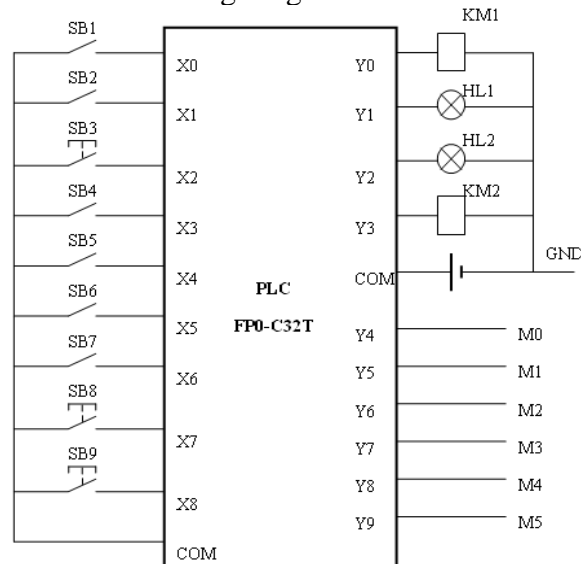 SB1
SB2
SB3
SB4
SB5
SB6
SB7
SB8
SB9
X0
X1
X2
X3
X4
X5
X6
X7
X8
COM
PLC
FP0-C32T
Y0
Y1
Y2
Y3
COM
Y4
Y5
Y6
Y7
Y8
Y9
KM1
HL1
HL2
KM2
GND
M0
M1
M2
M3
M4
M5